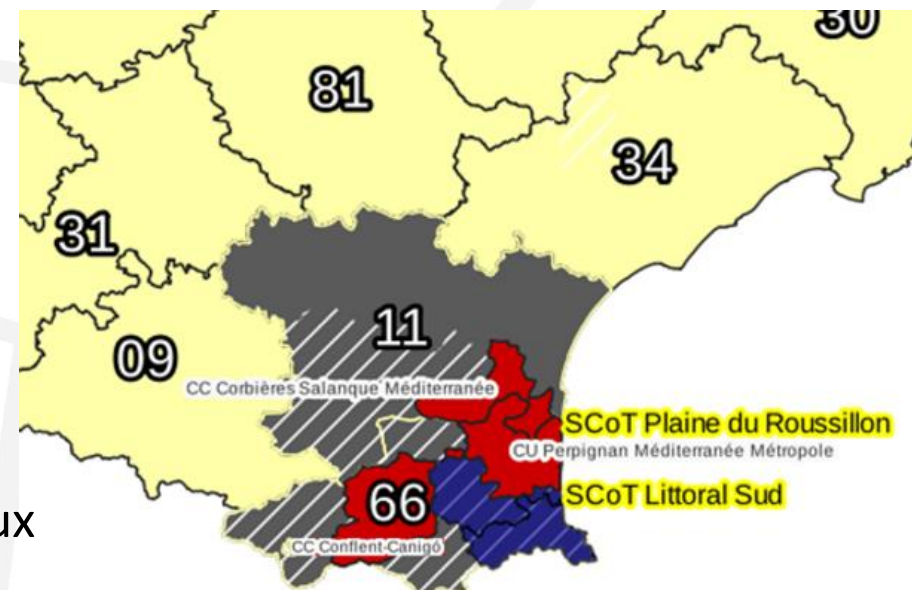 30
81
34
31
11
09
CC Corbières Salanque Méditerranée
SCoT Plaine du Roussillon
CU Perpignan Méditerranée Métropole
SCoT Littoral Sud
66
ux
CC Conflent-Canigó